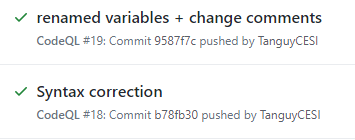 renamed variables + change comments
CodeQL #19: Commit 9587f7c pushed by TanguyCESI
Syntax correction
CodeQL #18: Commit b78fb30 pushed by TanguyCESI